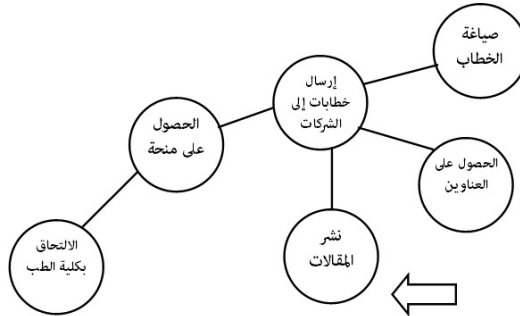 صياغة
الخطاب
إرسال
خطابات إلى
الشركات
الحصول
على منحة
الحصول على
العناوين
نشر
المقالات
الالتحاق
بكلية الطب